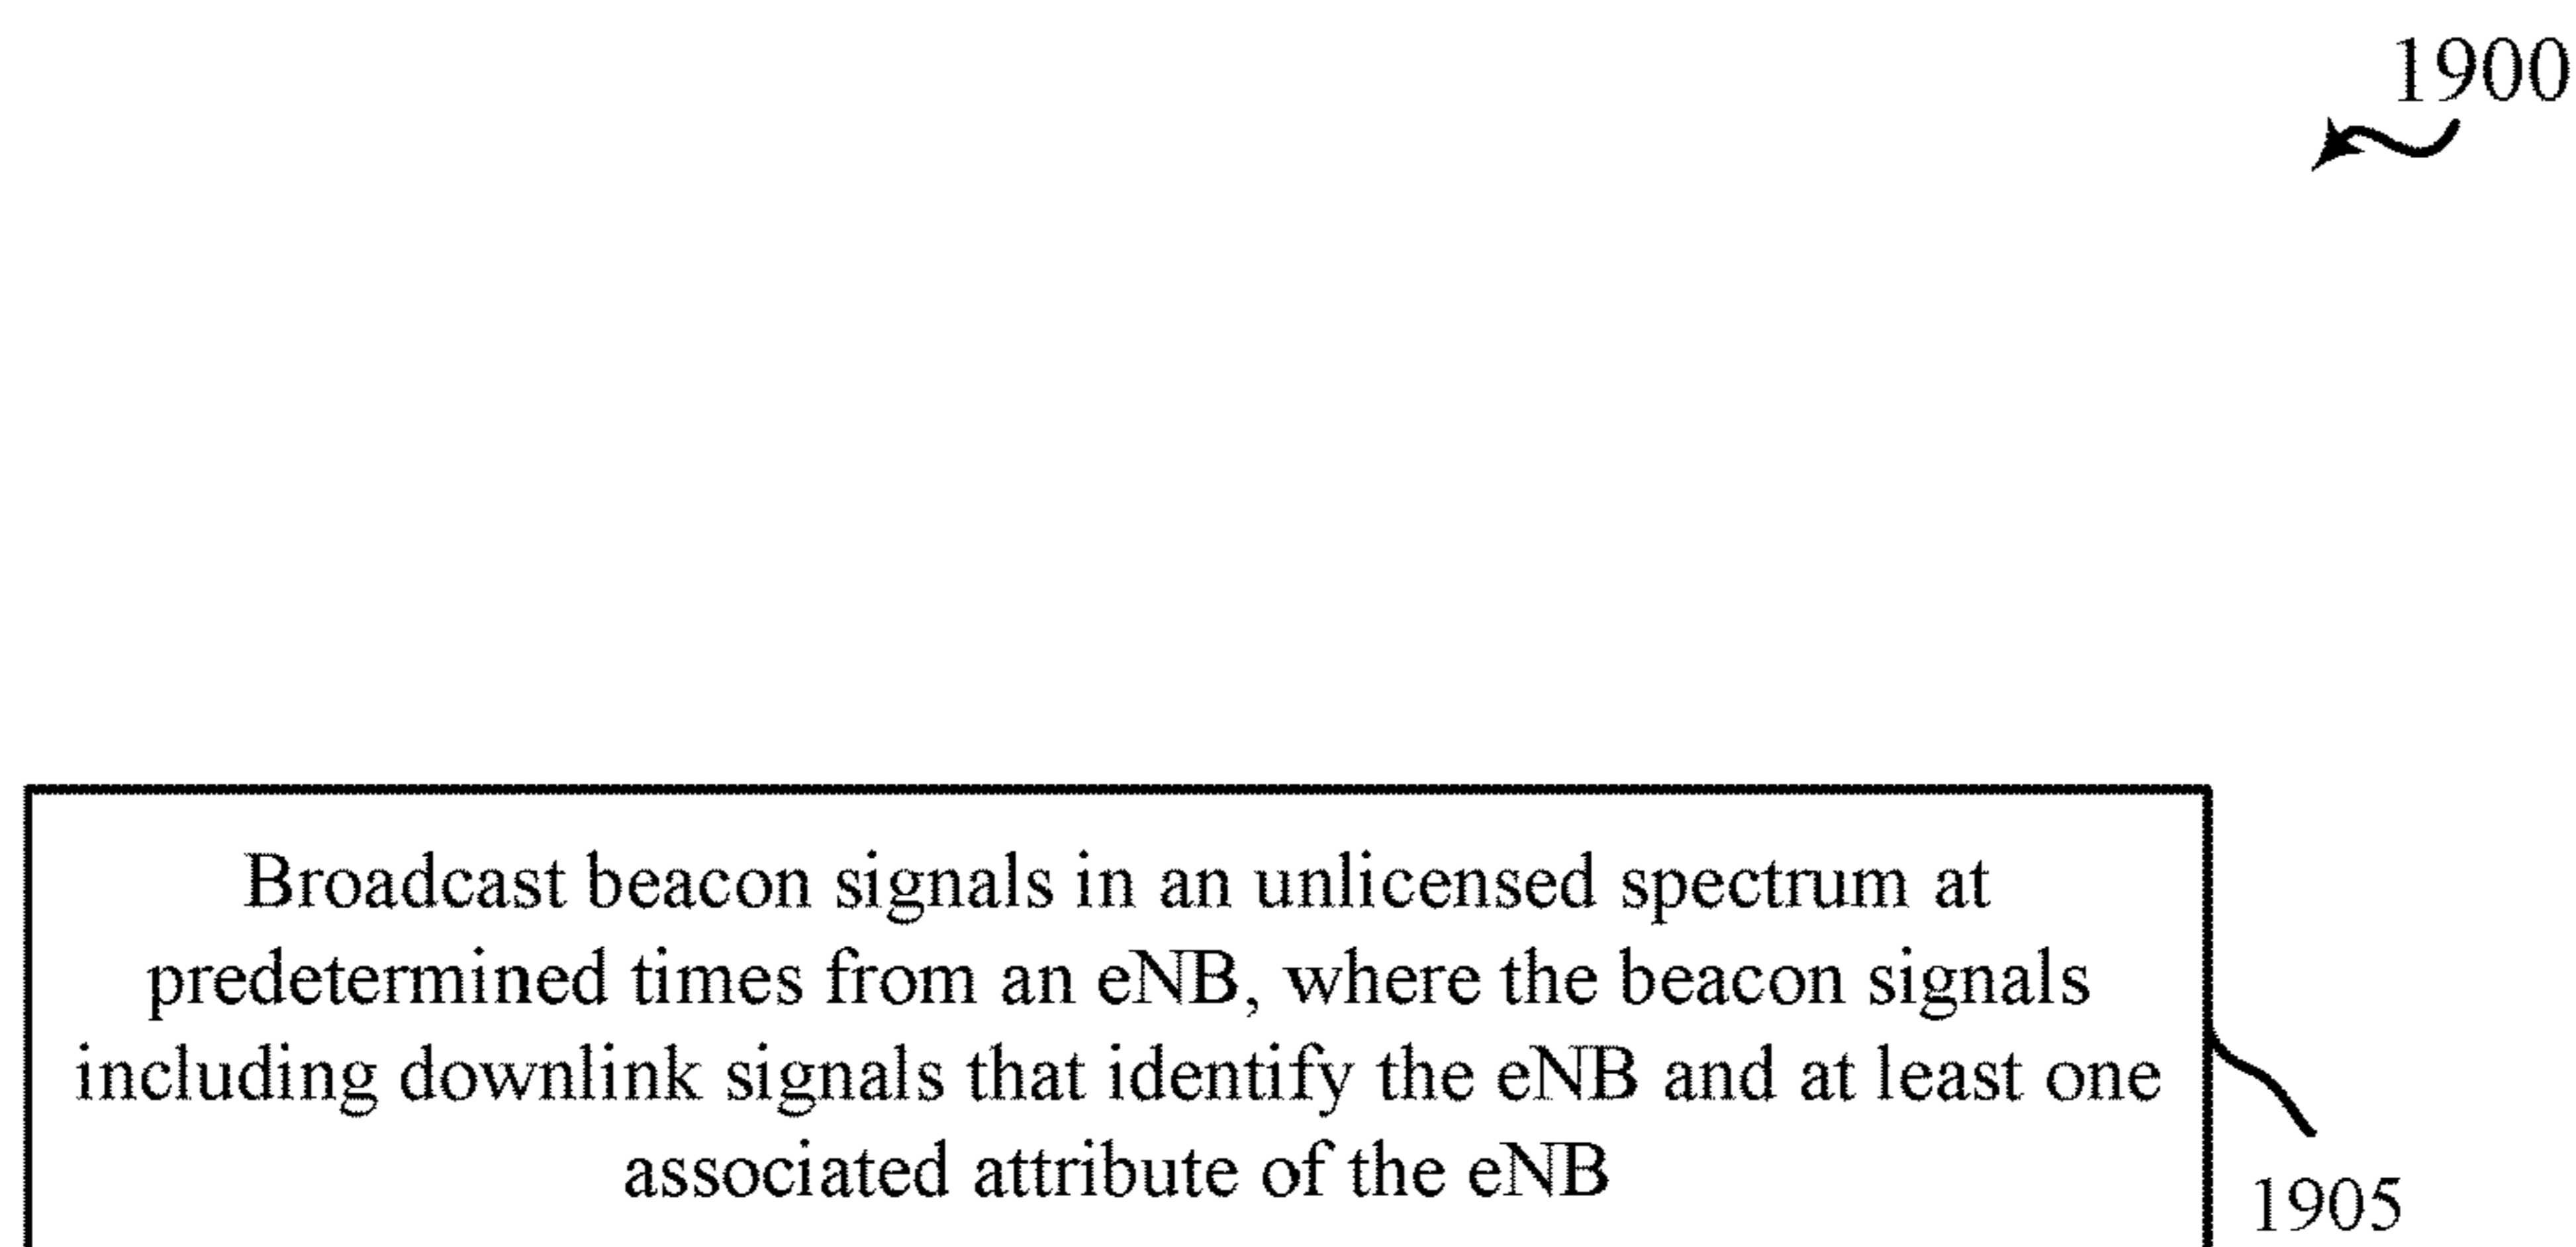 1900
Broadcast beacon signals in an unlicensed spectrum at
predetermined times from an eNB, where the beacon signals
including downlink signals that identify the eNB and at least one
associated attribute of the eNB
1905